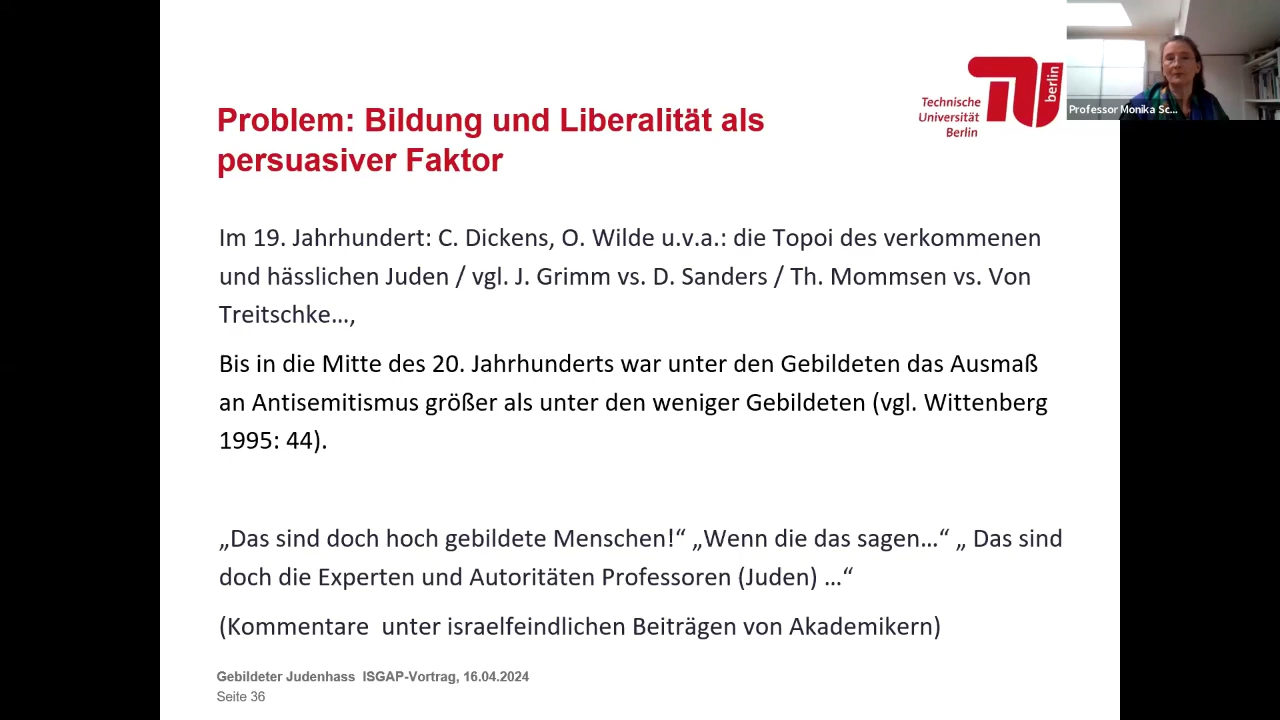 Technische
Universität
Berlin
berlin
Professor Monika Sc...
Problem: Bildung und Liberalität als
persuasiver Faktor
Im 19. Jahrhundert: C. Dickens, O. Wilde u.v.a.: die Topoi des verkommenen
und hässlichen Juden / vgl. J. Grimm vs. D. Sanders / Th. Mommsen vs. Von
Treitschke…,
Bis in die Mitte des 20. Jahrhunderts war unter den Gebildeten das Ausmaß
an Antisemitismus größer als unter den weniger Gebildeten (vgl. Wittenberg
1995: 44).
„Das sind doch hoch gebildete Menschen!“ „Wenn die das sagen…“ „ Das sind
doch die Experten und Autoritäten Professoren (Juden) …“
(Kommentare  unter israelfeindlichen Beiträgen von Akademikern)
Gebildeter Judenhass  ISGAP-Vortrag, 16.04.2024
Seite 36